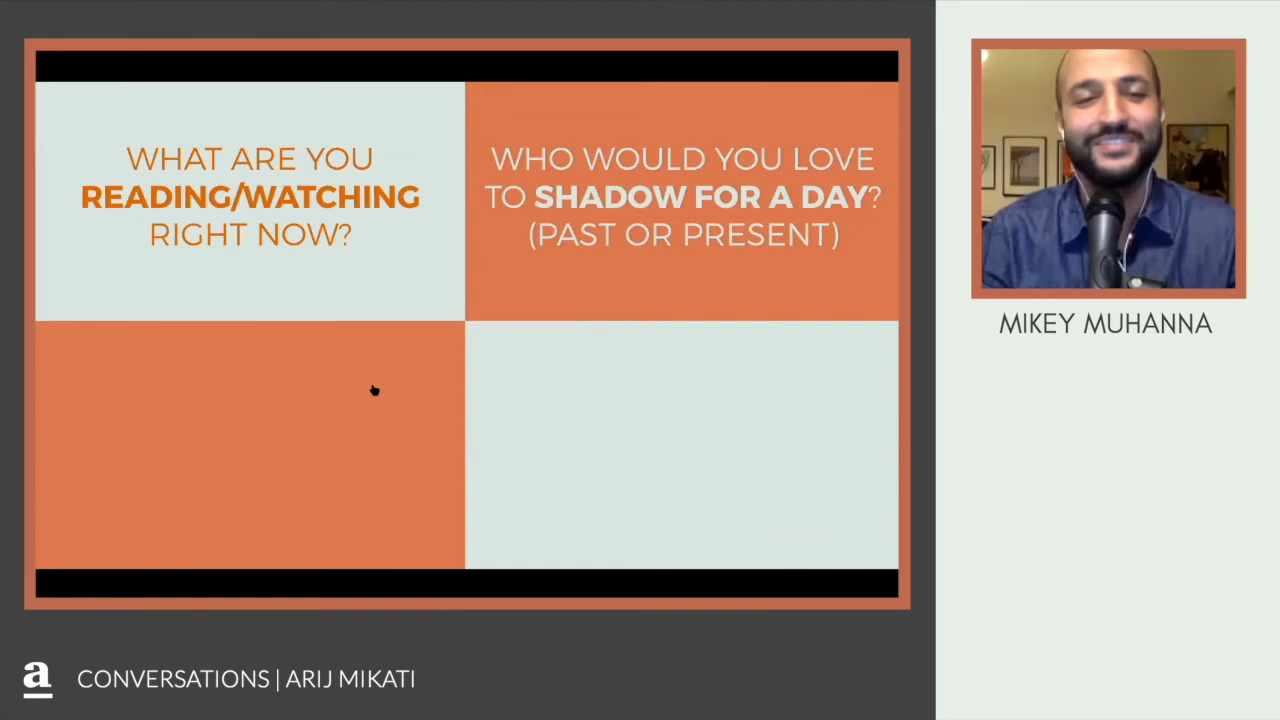 WHAT ARE YOU
READING/WATCHING
RIGHT NOW?
WHO WOULD YOU LOVE
TO SHADOW FOR A DAY?
(PAST OR PRESENT)
MIKEY MUHANNA
a
CONVERSATIONS | ARIJ MIKATI